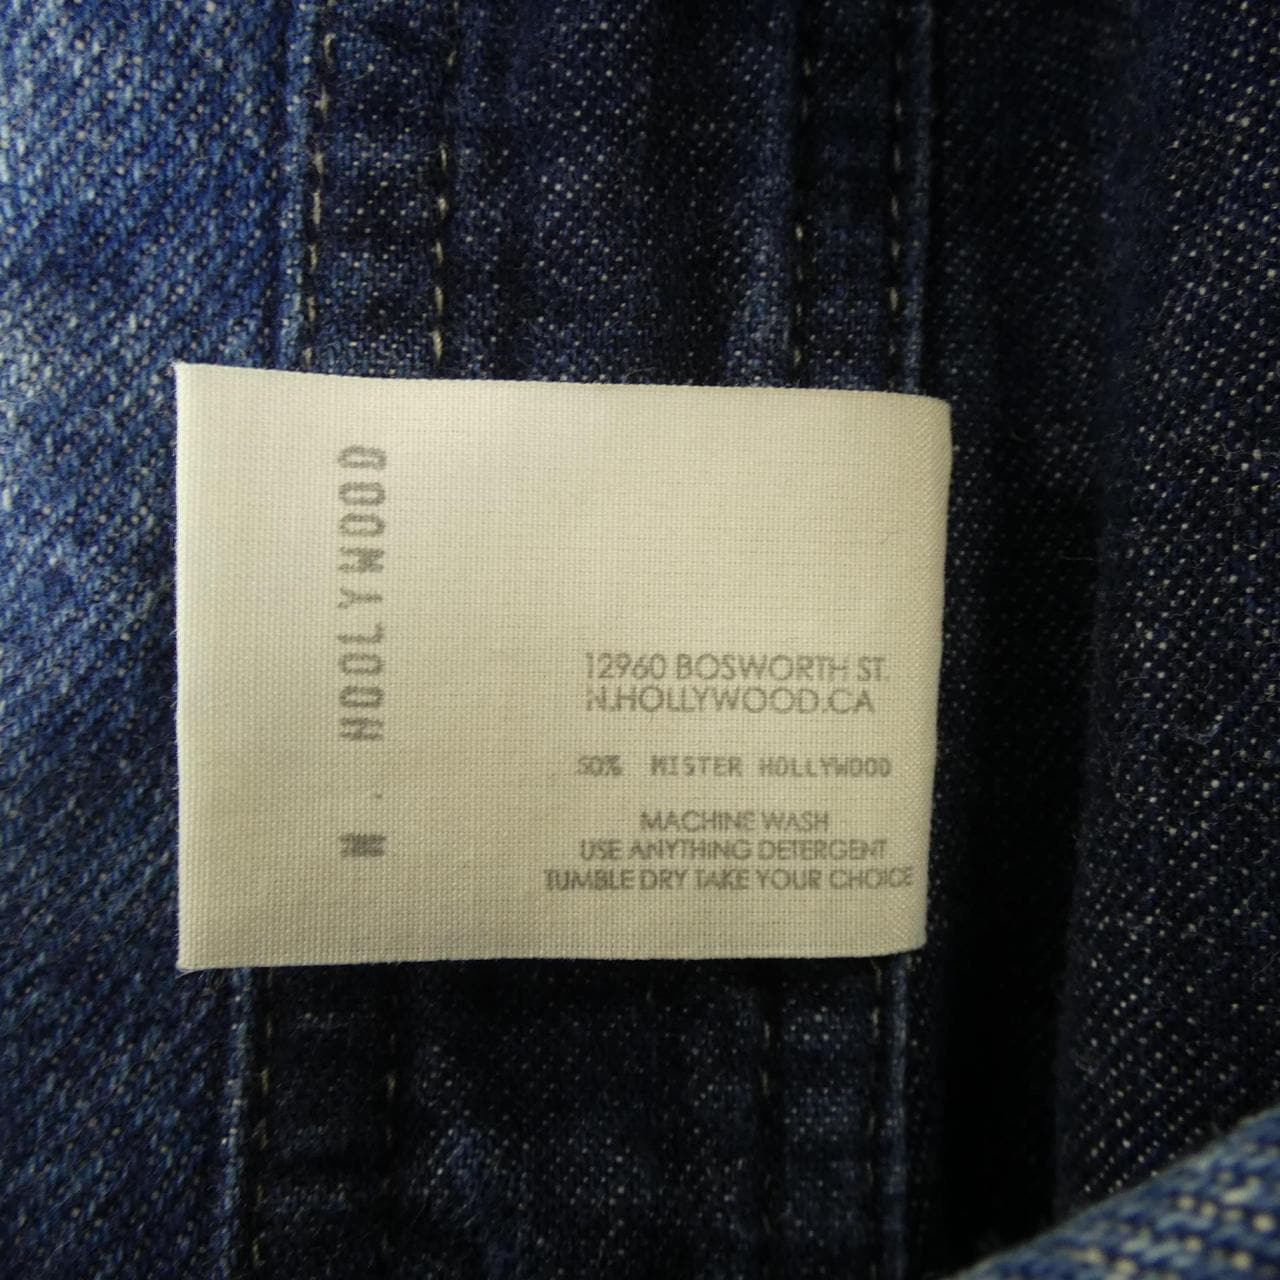 N. HOOLYWOOD
12960 BOSWORTH ST.
N.HOLLYWOOD.CA
50% MISTER HOLLYWOOD
MACHINE WASH
USE ANYTHING DETERGENT
TUMBLE DRY TAKE YOUR CHOICE